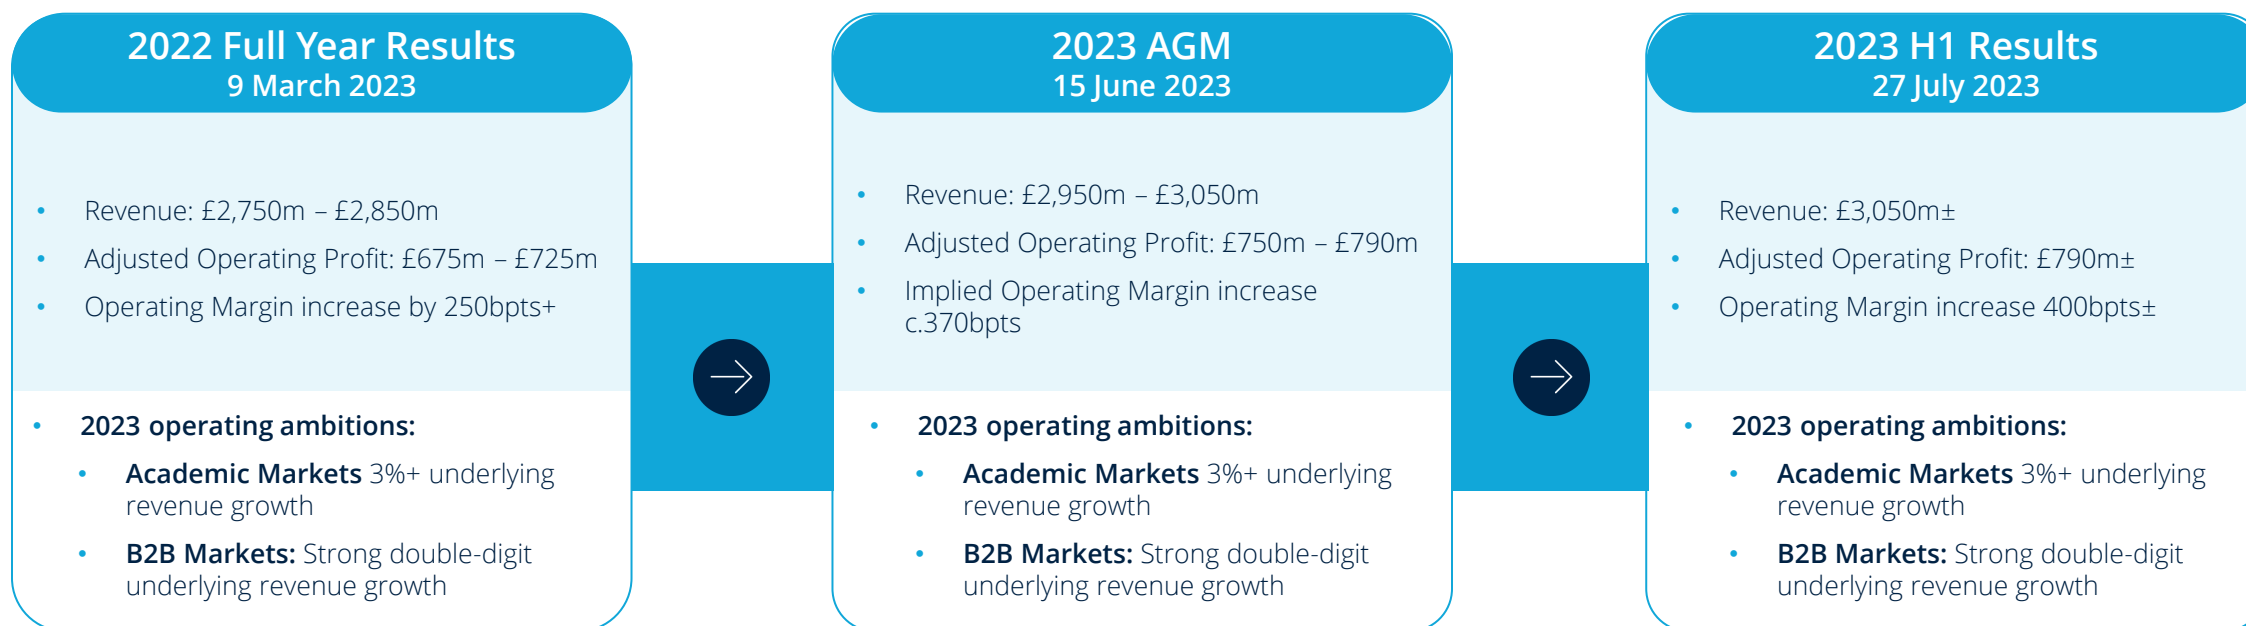 2022 Full Year Results
9 March 2023
• Revenue: £2,750m – £2,850m
• Adjusted Operating Profit: £675m – £725m
• Operating Margin increase by 250bpts+
• 2023 operating ambitions:
• Academic Markets 3%+ underlying
revenue growth
• B2B Markets: Strong double-digit
underlying revenue growth
2023 AGM
15 June 2023
• Revenue: £2,950m – £3,050m
• Adjusted Operating Profit: £750m – £790m
• Implied Operating Margin increase
c.370bpts
• 2023 operating ambitions:
• Academic Markets 3%+ underlying
revenue growth
• B2B Markets: Strong double-digit
underlying revenue growth
2023 H1 Results
27 July 2023
• Revenue: £3,050m±
• Adjusted Operating Profit: £790m±
• Operating Margin increase 400bpts±
• 2023 operating ambitions:
• Academic Markets 3%+ underlying
revenue growth
• B2B Markets: Strong double-digit
underlying revenue growth